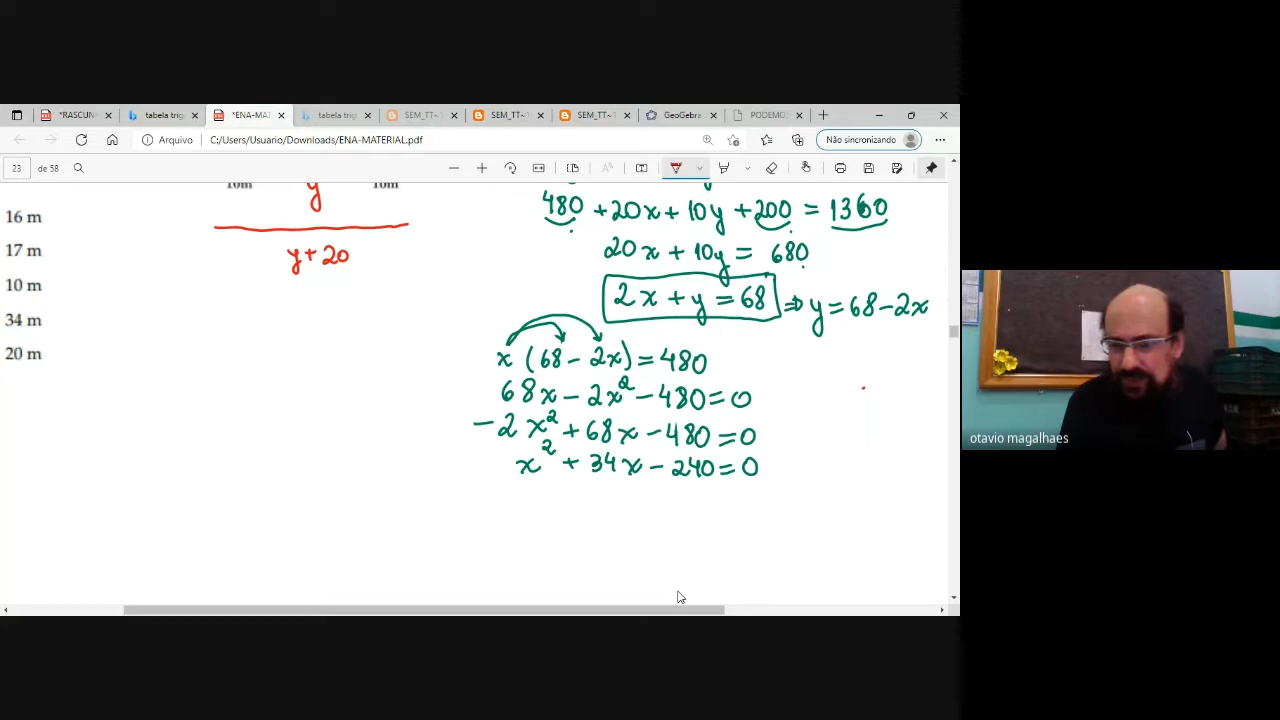 *RASCUN
tabela trig
*ENA-MAT
tabela trig
SEM_TT~
SEM_TT~
SEM_TT~
GeoGebra
PODEMO
Arquivo
C:/Users/Usuario/Downloads/ENA-MATERIAL.pdf
Não sincronizando
23 de 58
10m y 10m
y+20
16 m
17 m
10 m
34 m
20 m
480 +20x+10y+200 = 1360
20x+10y = 680
2x+y=68 ⇒ y=68-2x
x (68-2x)=480
68x-2x²-480=0
-2x²+68x-480=0
x²+34x-240=0
otavio magalhaes